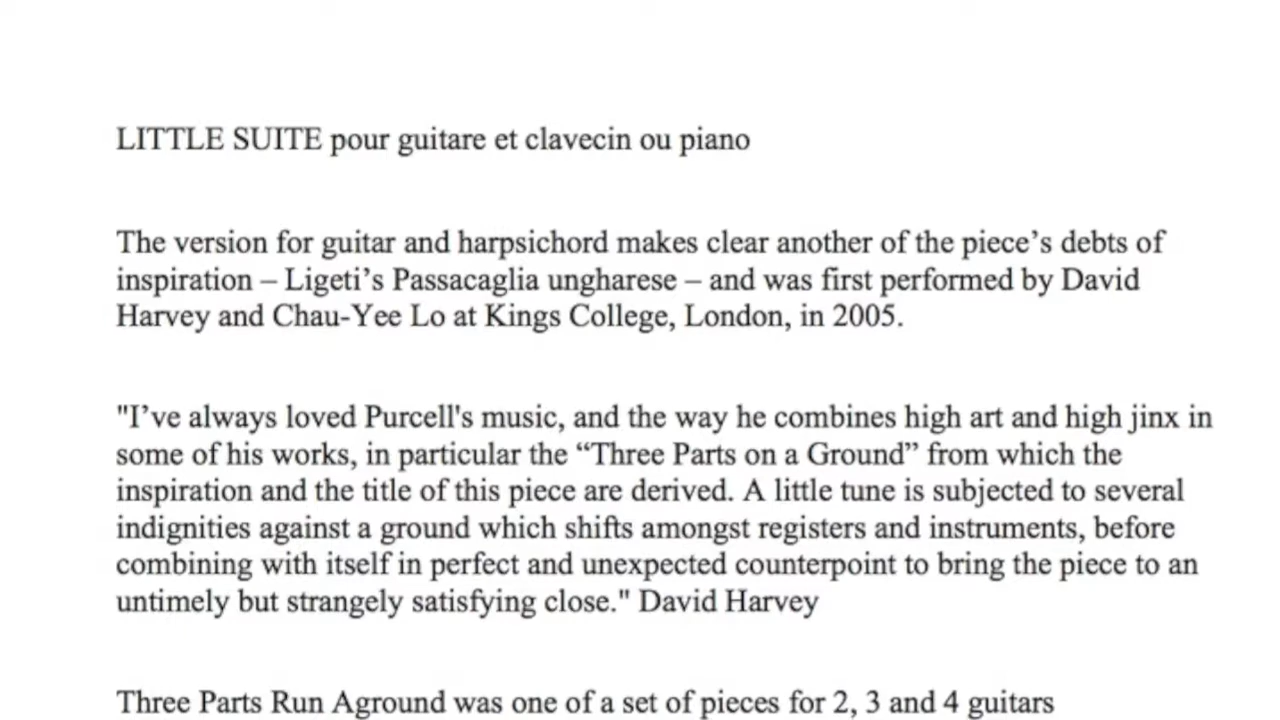 LITTLE SUITE pour guitare et clavecin ou piano
The version for guitar and harpsichord makes clear another of the piece’s debts of
inspiration – Ligeti’s Passacaglia ungharese – and was first performed by David
Harvey and Chau-Yee Lo at Kings College, London, in 2005.
"I’ve always loved Purcell's music, and the way he combines high art and high jinx in
some of his works, in particular the “Three Parts on a Ground” from which the
inspiration and the title of this piece are derived. A little tune is subjected to several
indignities against a ground which shifts amongst registers and instruments, before
combining with itself in perfect and unexpected counterpoint to bring the piece to an
untimely but strangely satisfying close." David Harvey
Three Parts Run Aground was one of a set of pieces for 2, 3 and 4 guitars